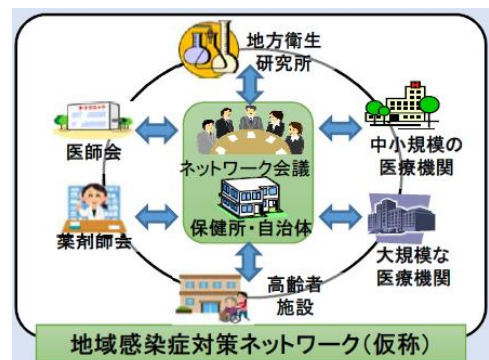 地方衛生
研究所
医師会
中小規模の
医療機関
ネットワーク会議
薬剤師会
保健所・自治体
大規模な
医療機関
高齢者
施設
地域感染症対策ネットワーク(仮称)